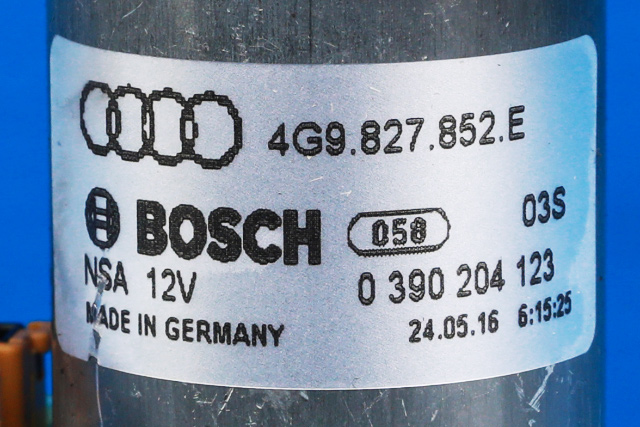 4G9.827.852.E
BOSCH 058 03S
NSA 12V 0 390 204 123
MADE IN GERMANY 24.05.16 6:15:25